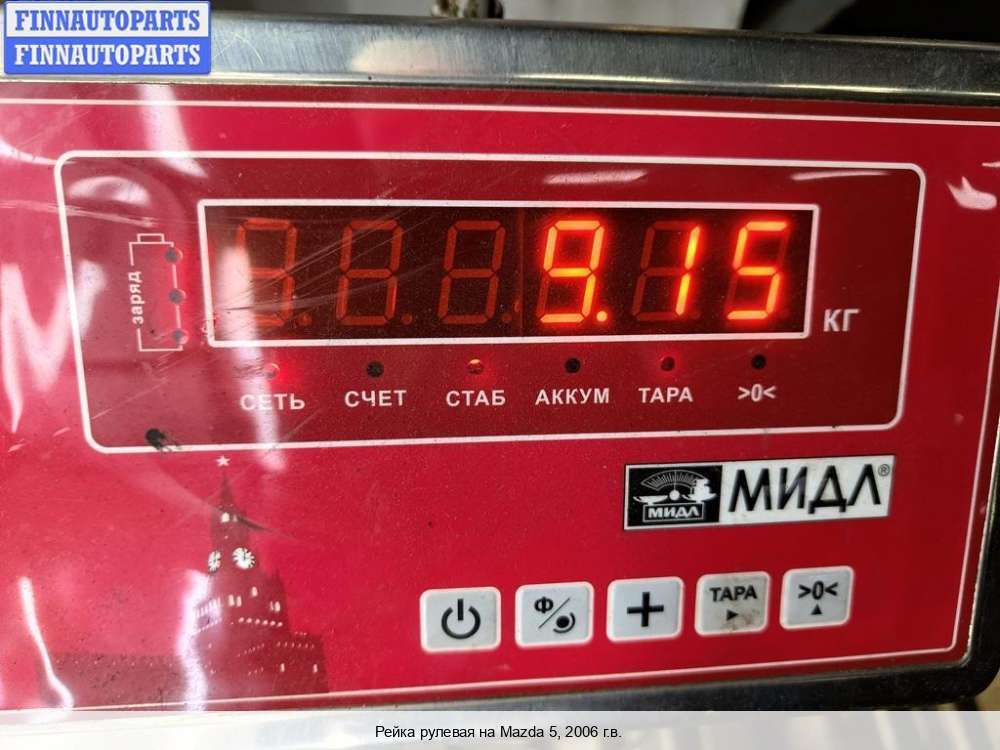 FINNAUTOPARTS
FINNAUTOPARTS
9.15
заряд
КГ
СЕТЬ СЧЕТ СТАБ АККУМ ТАРА >0<
МИДЛ МИДЛ®
Ф/ + ТАРА >0<
Рейка рулевая на Mazda 5, 2006 г.в.